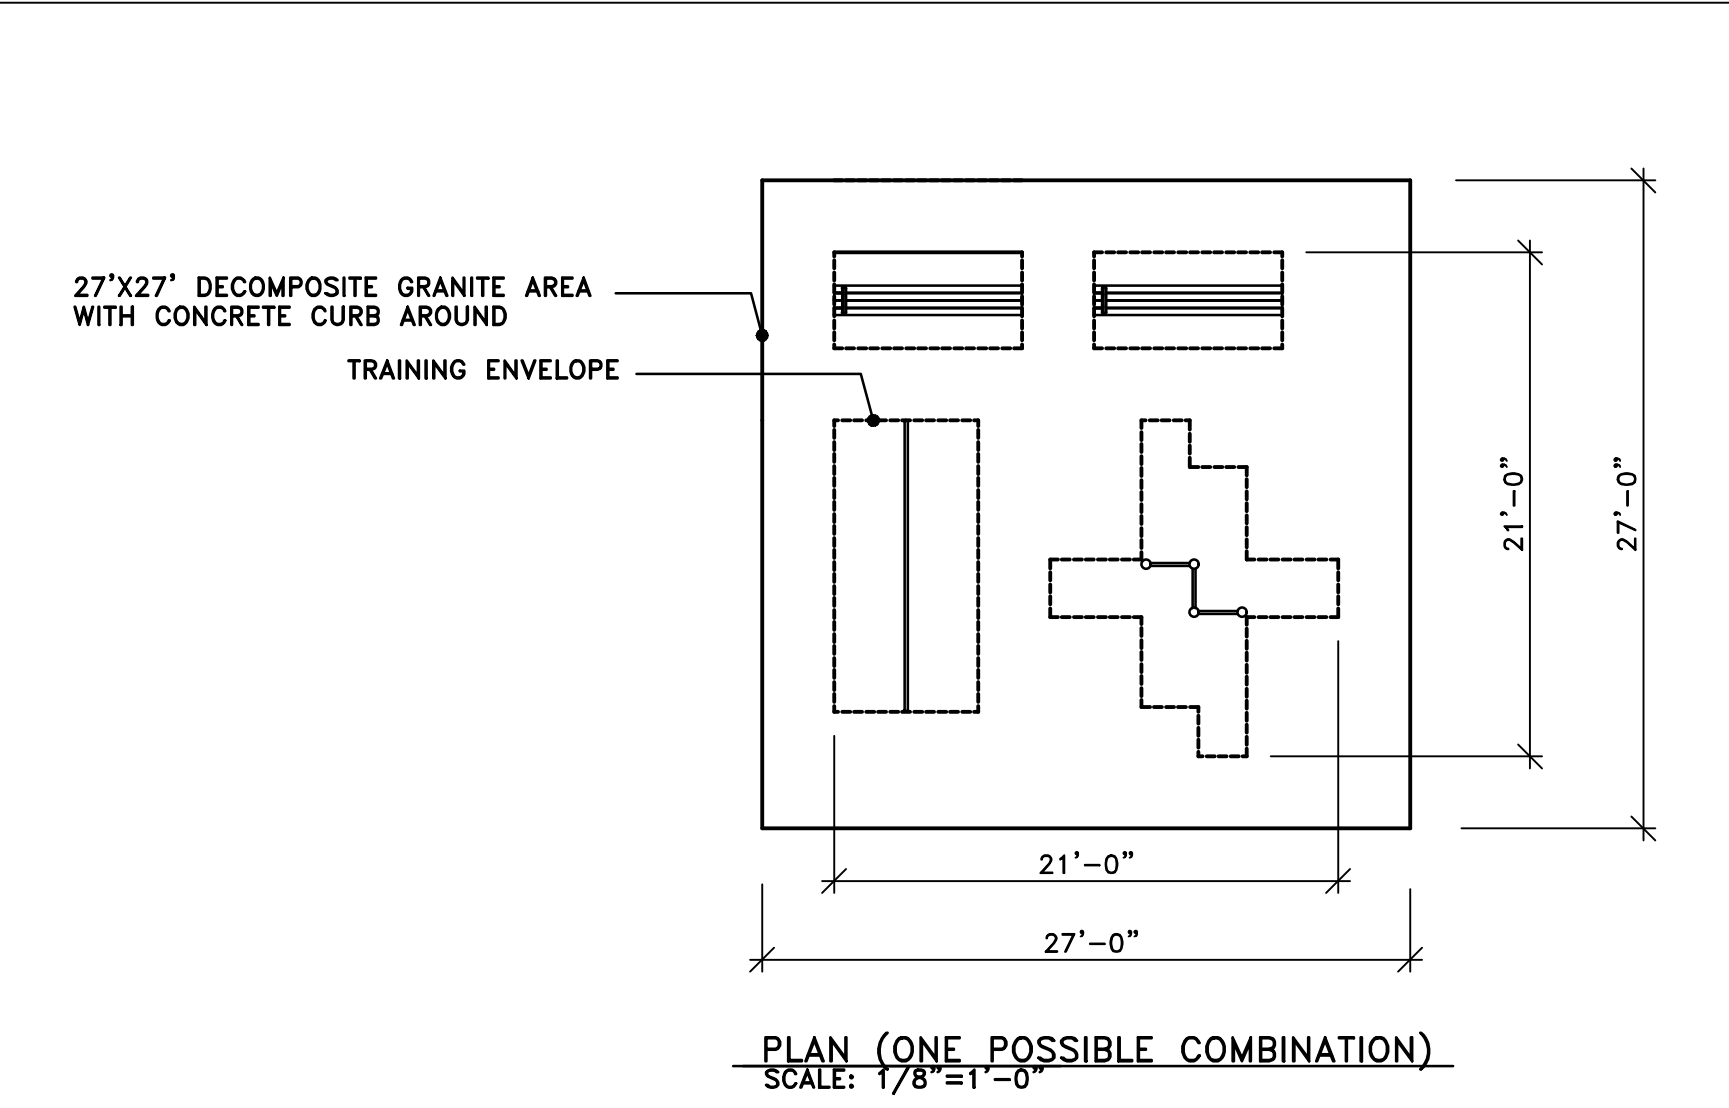 27'X27' DECOMPOSITE GRANITE AREA
WITH CONCRETE CURB AROUND
TRAINING ENVELOPE
21'-0"
27'-0"
21'-0"
27'-0"
PLAN (ONE POSSIBLE COMBINATION)
SCALE: 1/8"=1'-0"